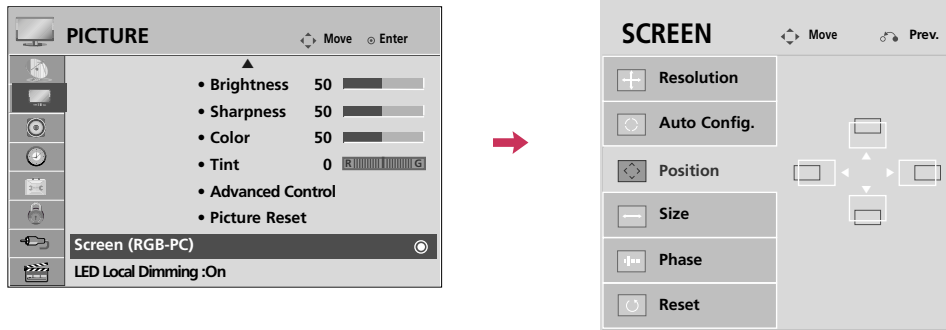 PICTURE
Move
Enter
• Brightness 50
• Sharpness 50
• Color 50
• Tint 0 R G
• Advanced Control
• Picture Reset
Screen (RGB-PC)
LED Local Dimming :On
SCREEN
Move
Prev.
Resolution
Auto Config.
Position
Size
Phase
Reset